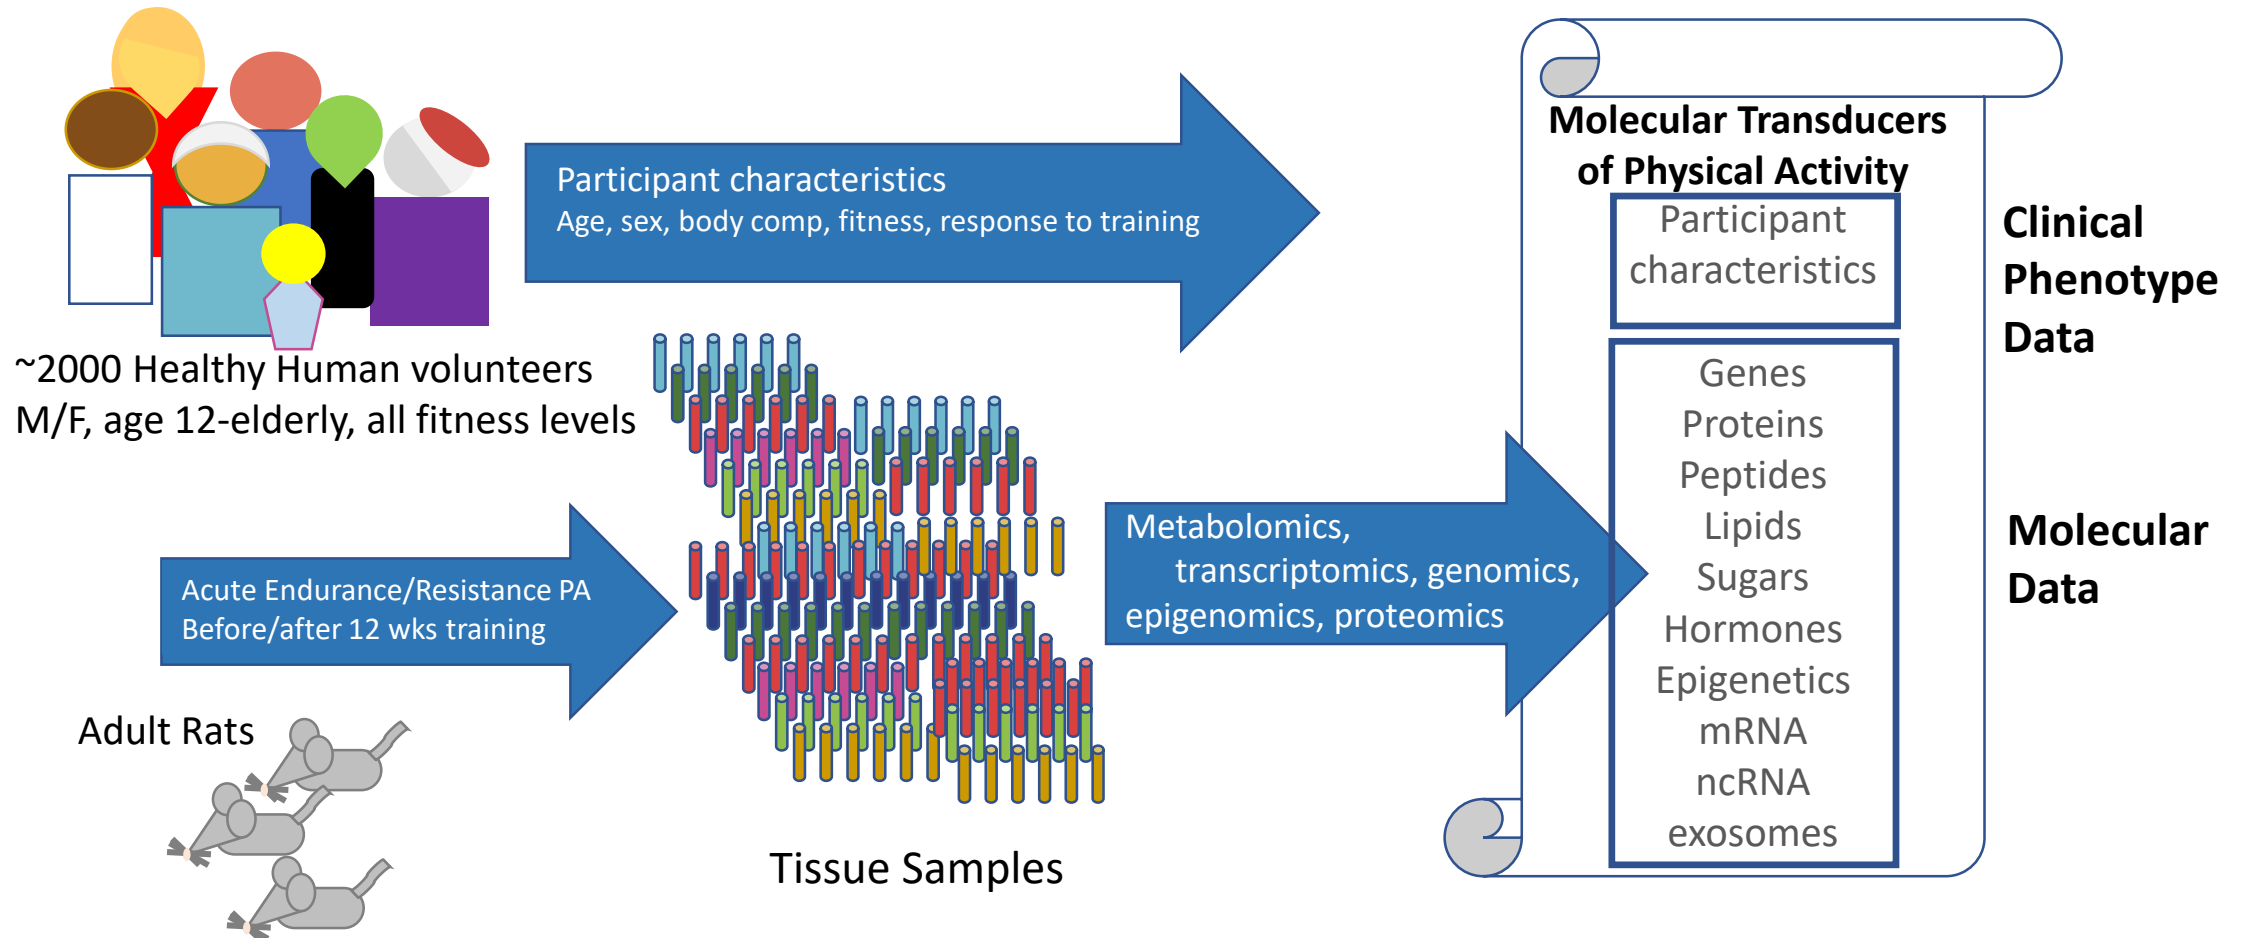 Participant characteristics
Age, sex, body comp, fitness, response to training
~2000 Healthy Human volunteers
M/F, age 12-elderly, all fitness levels
Acute Endurance/Resistance PA
Before/after 12 wks training
Adult Rats
Tissue Samples
Metabolomics,
transcriptomics, genomics,
epigenomics, proteomics
Molecular Transducers
of Physical Activity
Participant
characteristics
Genes
Proteins
Peptides
Lipids
Sugars
Hormones
Epigenetics
mRNA
ncRNA
exosomes
Clinical
Phenotype
Data
Molecular
Data